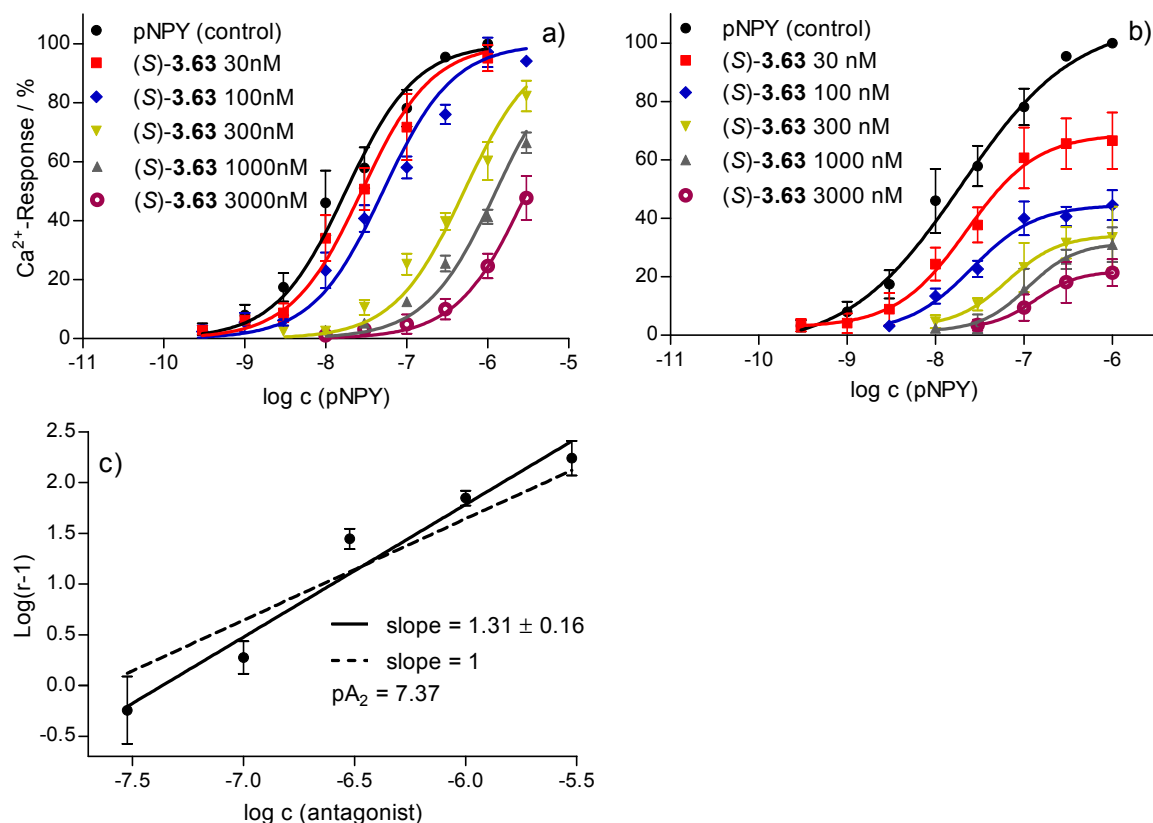 a)
pNPY (control)
(S)-3.63 30nM
(S)-3.63 100nM
(S)-3.63 300nM
(S)-3.63 1000nM
(S)-3.63 3000nM
Ca2+-Response / %
100
80
60
40
20
0
-11 -10 -9 -8 -7 -6 -5
log c (pNPY)
b)
pNPY (control)
(S)-3.63 30 nM
(S)-3.63 100 nM
(S)-3.63 300 nM
(S)-3.63 1000 nM
(S)-3.63 3000 nM
100
80
60
40
20
0
-11 -10 -9 -8 -7 -6
log c (pNPY)
c)
Log(r-1)
2.5
2.0
1.5
1.0
0.5
0.0
-0.5
slope = 1.31 ± 0.16
slope = 1
pA2 = 7.37
-7.5 -7.0 -6.5 -6.0 -5.5
log c (antagonist)